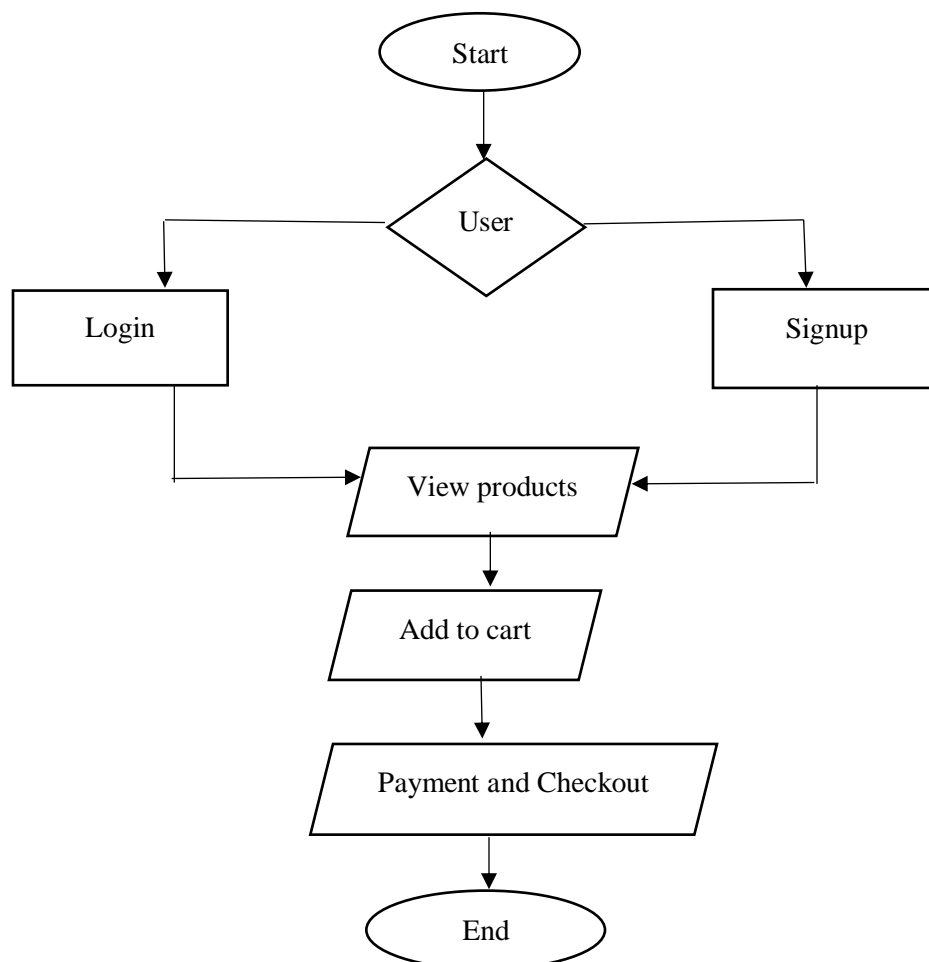 Start
User
Login
Signup
View products
Add to cart
Payment and Checkout
End